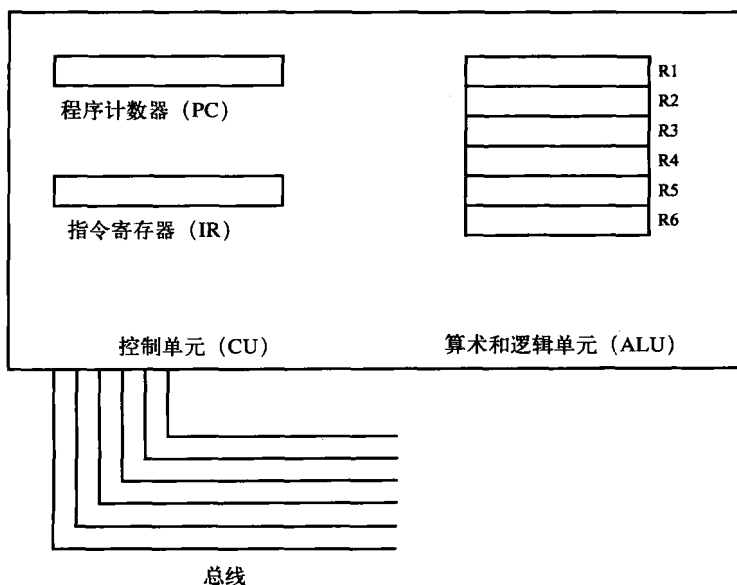 程序计数器（PC）
指令寄存器（IR）
R1
R2
R3
R4
R5
R6
控制单元（CU）
算术和逻辑单元（ALU）
总线